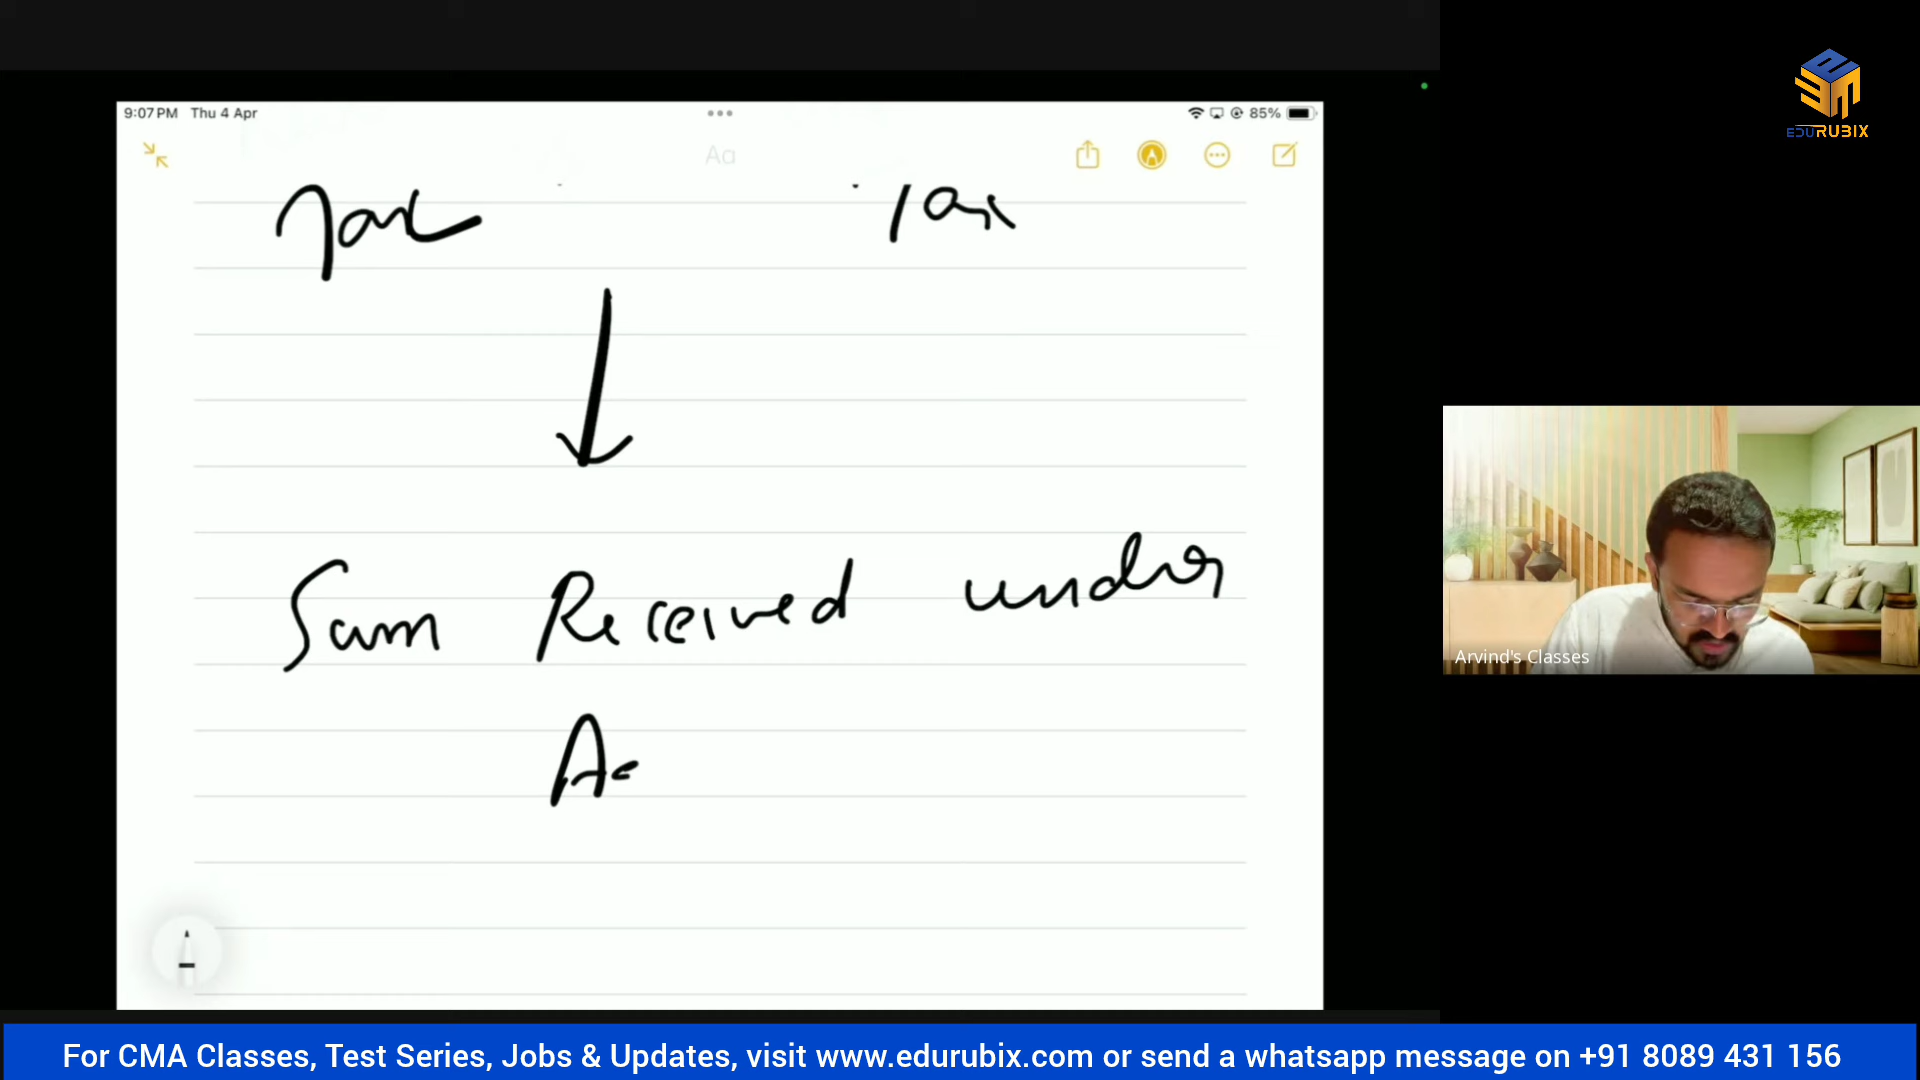 9:07 PM Thu 4 Apr
85%
Aa
EDURUBIX
Tax
Sum Received under
Arvind's Classes
For CMA Classes, Test Series, Jobs & Updates, visit www.edurubix.com or send a whatsapp message on +91 8089 431 156